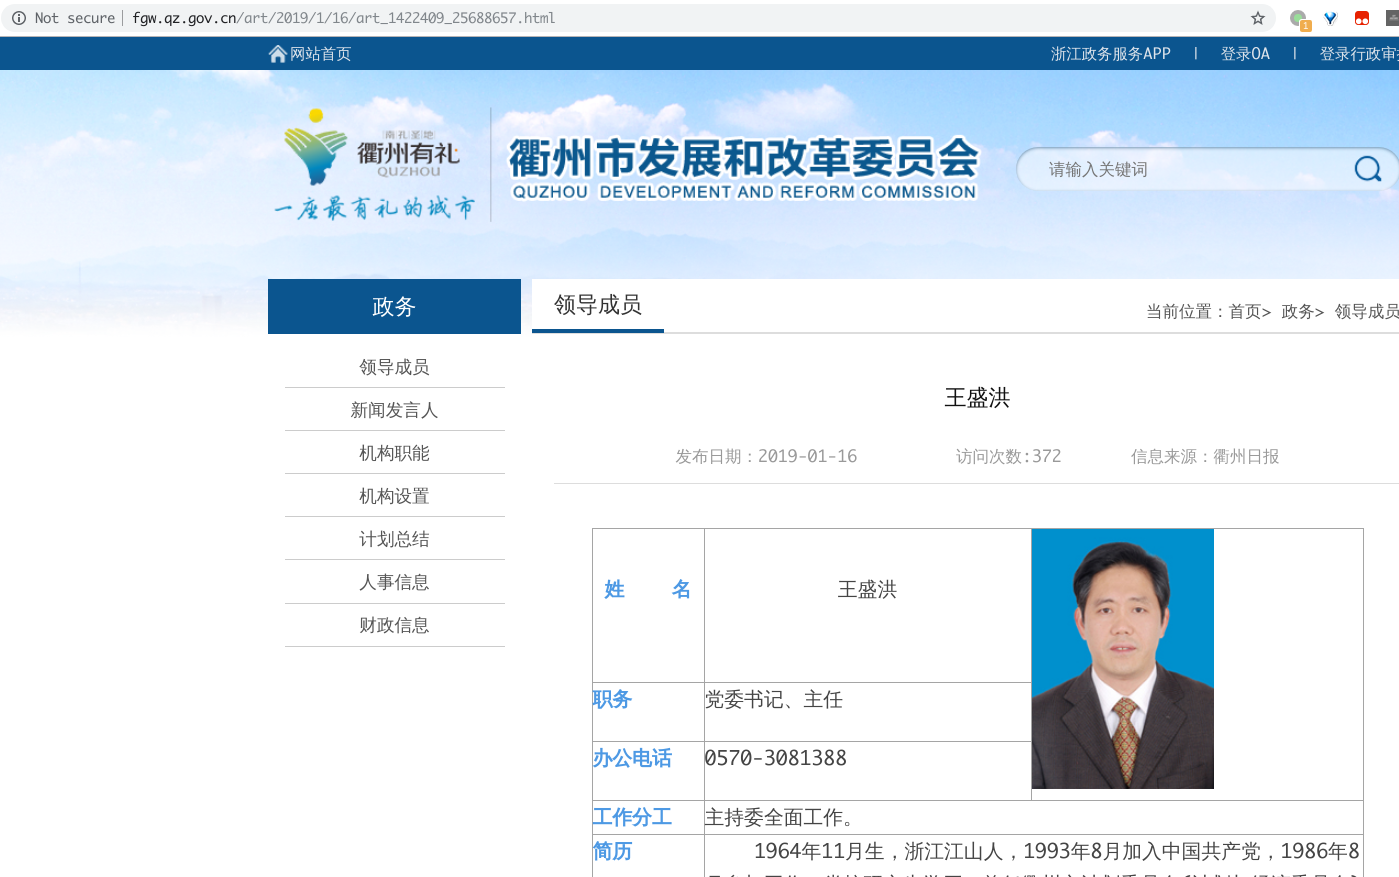 Not secure | fgw.qz.gov.cn/art/2019/1/16/art_1422409_25688657.html
1
网站首页
浙江政务服务APP | 登录OA | 登录行政审
南孔圣地
衢州有礼
QUZHOU
一座最有礼的城市
衢州市发展和改革委员会
QUZHOU DEVELOPMENT AND REFORM COMMISSION
请输入关键词
政务
领导成员
当前位置：首页> 政务> 领导成员
领导成员
新闻发言人
机构职能
机构设置
计划总结
人事信息
财政信息
王盛洪
发布日期：2019-01-16 访问次数:372 信息来源：衢州日报
姓 名 王盛洪
职务 党委书记、主任
办公电话 0570-3081388
工作分工 主持委全面工作。
简历 1964年11月生，浙江江山人，1993年8月加入中国共产党，1986年8